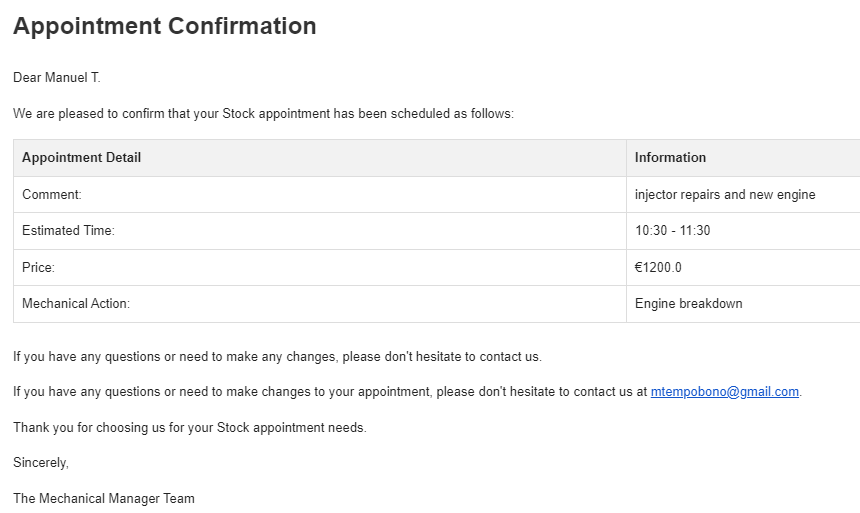 Appointment Confirmation
Dear Manuel T.
We are pleased to confirm that your Stock appointment has been scheduled as follows:
Appointment Detail Information
Comment: injector repairs and new engine
Estimated Time: 10:30 - 11:30
Price: €1200.0
Mechanical Action: Engine breakdown
If you have any questions or need to make any changes, please don't hesitate to contact us.
If you have any questions or need to make changes to your appointment, please don't hesitate to contact us at mtempobono@gmail.com.
Thank you for choosing us for your Stock appointment needs.
Sincerely,
The Mechanical Manager Team